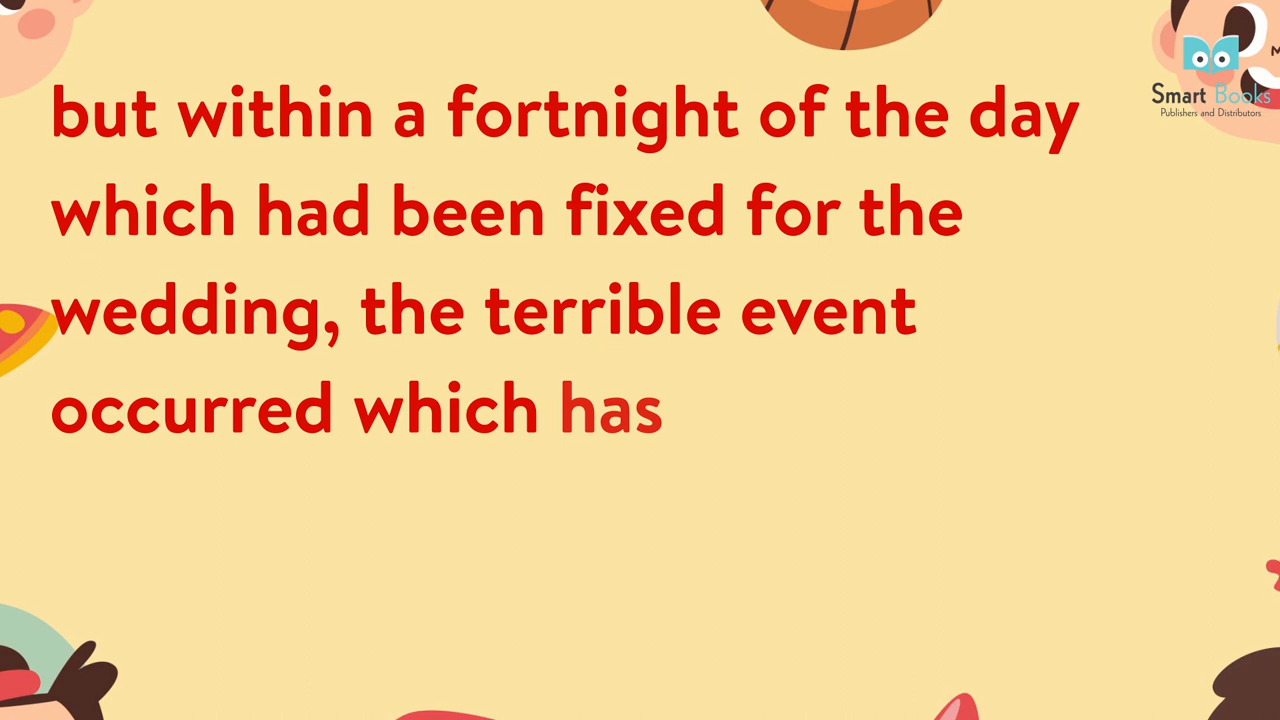 but within a fortnight of the day
which had been fixed for the
wedding, the terrible event
occurred which has
Smart Books
Publishers and Distributors
M